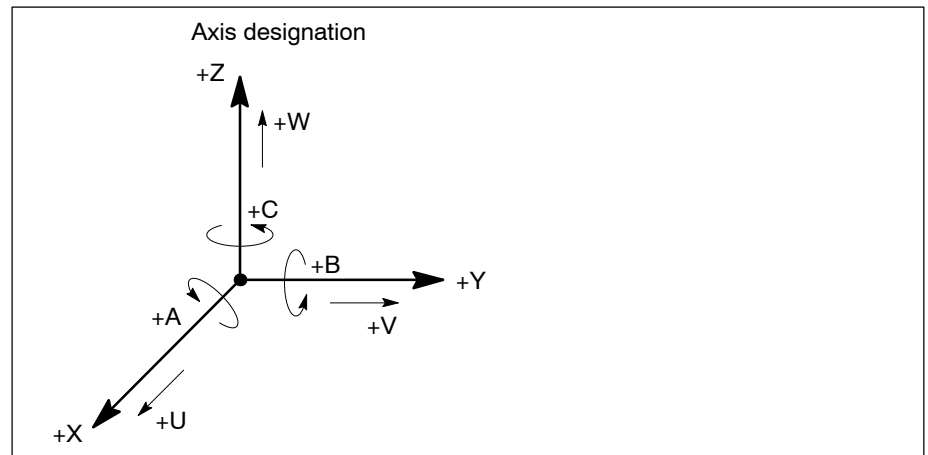 Axis designation
+Z
+W
+C
+B
+Y
+A
+V
+U
+X